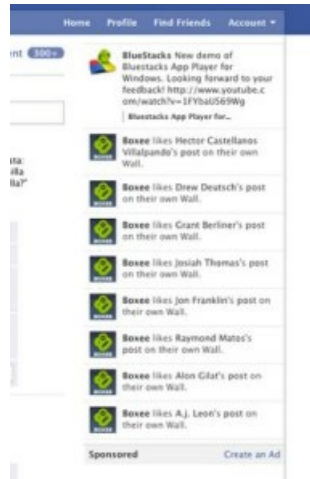 Home Profile Find Friends Account
ent 300+
BlueStacks New demo of
Bluestacks App Player for
Windows. Looking forward to your
feedback! http://www.youtube.c
om/watch?v=1FYbaUS69Wg
Bluestacks App Player for...
Boxee likes Hector Castellanos
Villalpando's post on their own
Wall.
Boxee likes Drew Deutsch's post
on their own Wall.
Boxee likes Grant Berliner's post
on their own Wall.
Boxee likes Josiah Thomas's post
on their own Wall.
Boxee likes Jon Franklin's post on
their own Wall.
Boxee likes Raymond Matos's
post on their own Wall.
Boxee likes Alon Gilat's post on
their own Wall.
Boxee likes A.j. Leon's post on
their own Wall.
Sponsored Create an Ad